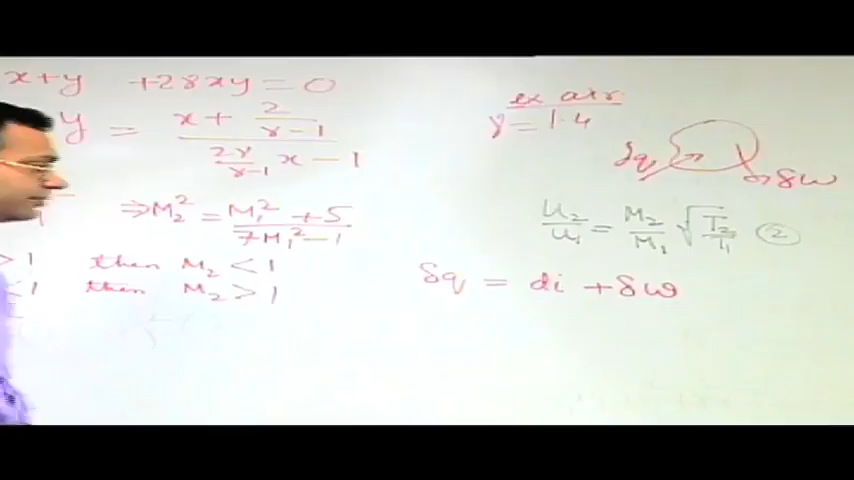 x+y +2γxy = 0
y = (x + 2/(γ-1)) / (2γ/(γ-1) x - 1)
⇒ M₂² = (M₁² + 5) / (7M₁² - 1)
>1 then M₂ < 1
<1 then M₂ > 1
ex air
γ = 1.4
δq
δw
u₂/u₁ = M₂/M₁ √(T₂/T₁) ②
δq = di + δw